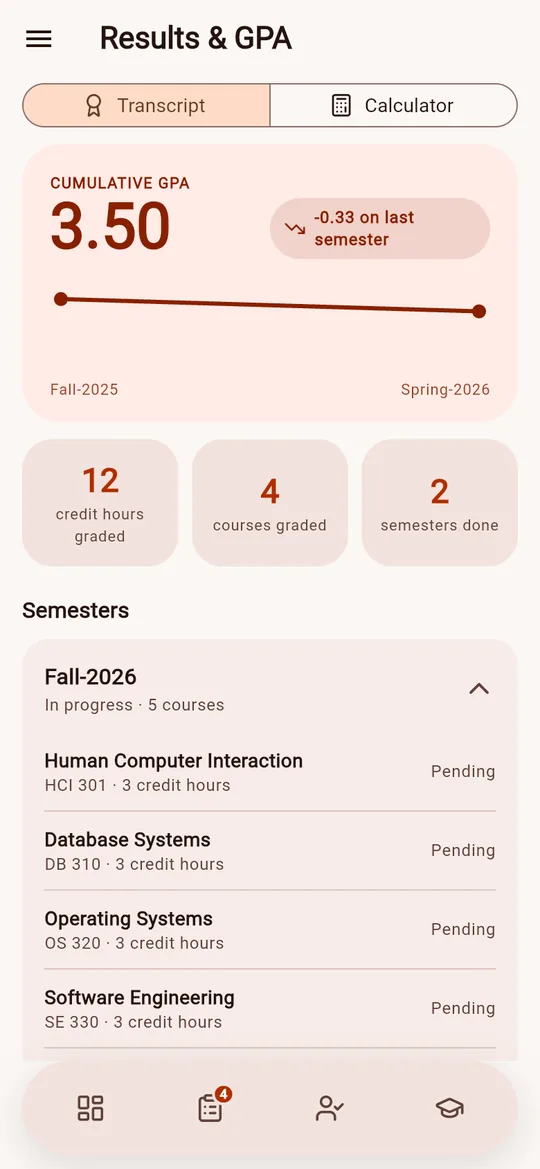 Results & GPA
Transcript
Calculator
CUMULATIVE GPA
3.50
-0.33 on last
semester
Fall-2025
Spring-2026
12
credit hours
graded
4
courses graded
2
semesters done
Semesters
Fall-2026
In progress · 5 courses
Human Computer Interaction
HCI 301 · 3 credit hours
Pending
Database Systems
DB 310 · 3 credit hours
Pending
Operating Systems
OS 320 · 3 credit hours
Pending
Software Engineering
SE 330 · 3 credit hours
Pending
4